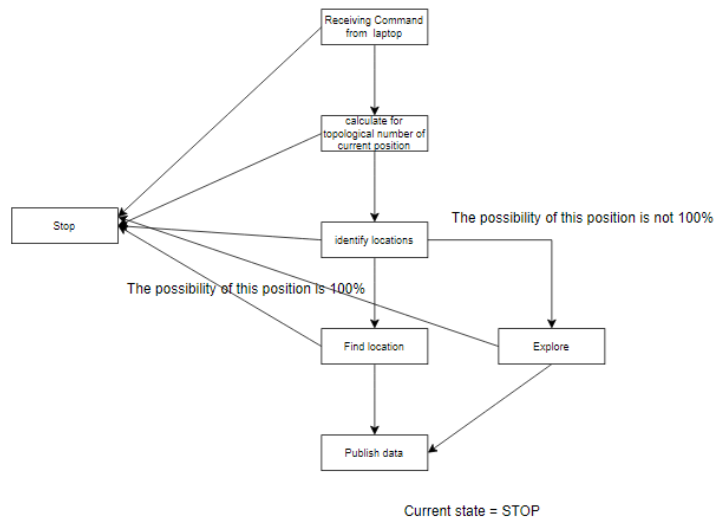 Receiving Command
from laptop
calculate for
topological number of
current position
Stop
identify locations
The possibility of this position is not 100%
The possibility of this position is 100%
Find location
Explore
Publish data
Current state = STOP